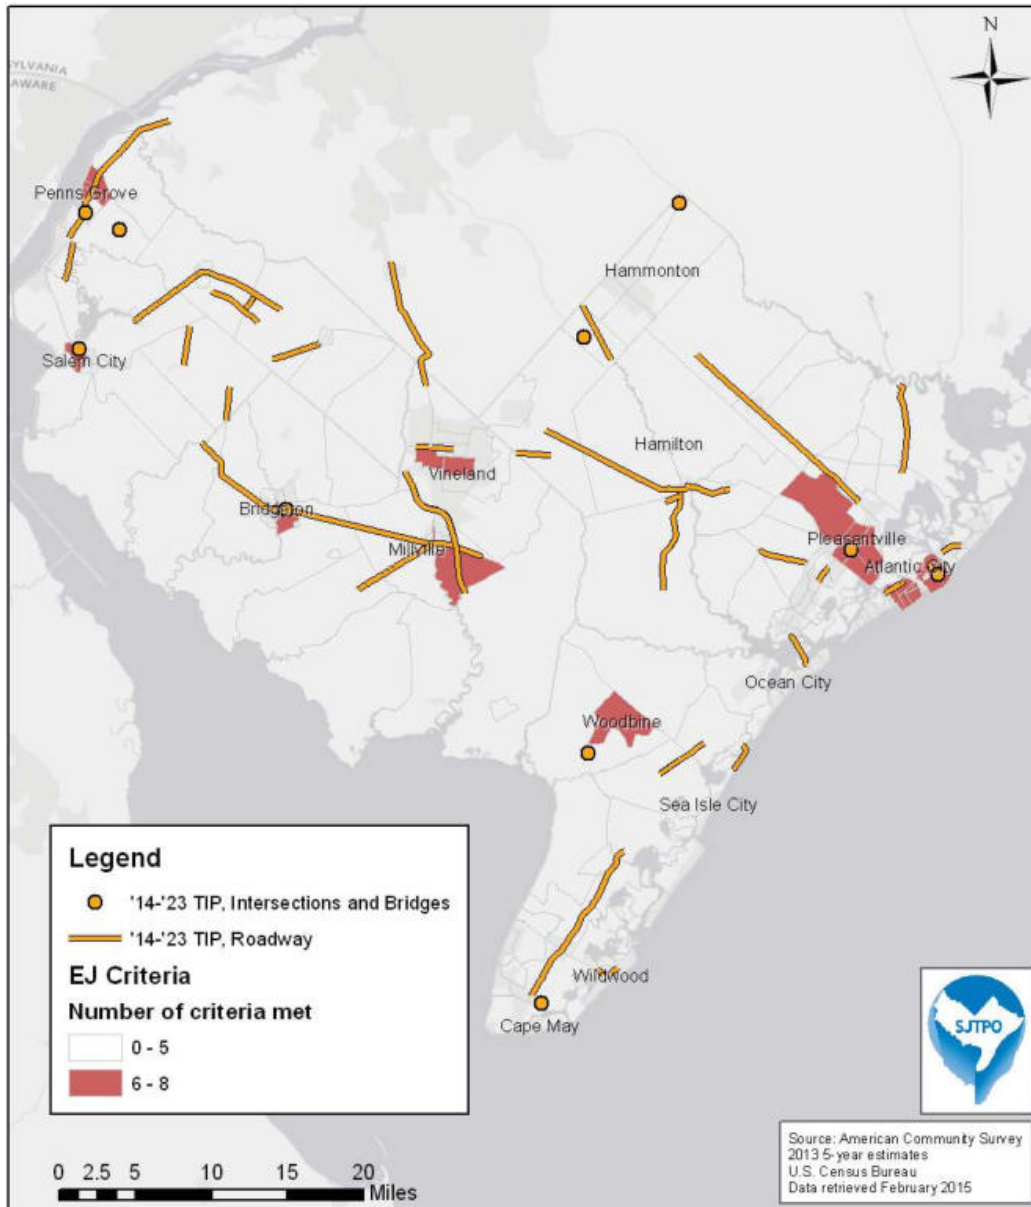 N
SYLVANIA
AWARE
Penns Grove
Hammonton
Salem City
Hamilton
Vineland
Bridgeton
Pleasantville
Millville
Atlantic City
Ocean City
Woodbine
Sea Isle City
Wildwood
Cape May
Legend
'14-'23 TIP, Intersections and Bridges
'14-'23 TIP, Roadway
EJ Criteria
Number of criteria met
0 - 5
6 - 8
SJTPO
Source: American Community Survey
2013 5-year estimates
U.S. Census Bureau
Data retrieved February 2015
0 2.5 5 10 15 20
Miles